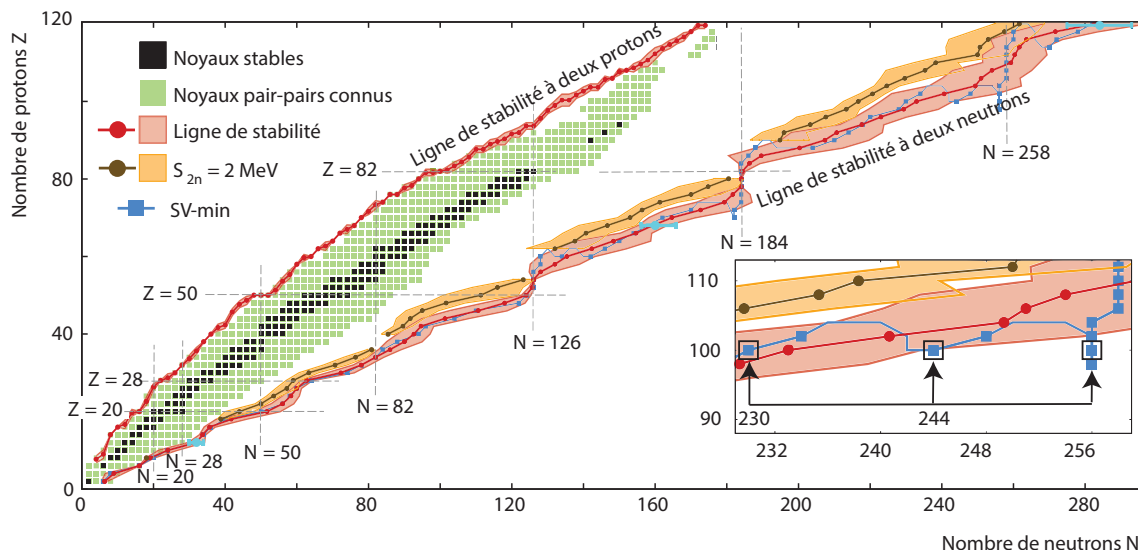 Nombre de protons Z
120
80
40
0
Noyaux stables
Noyaux pair-pairs connus
Ligne de stabilité
S2n = 2 MeV
SV-min
Ligne de stabilité à deux protons
Ligne de stabilité à deux neutrons
Z = 82
Z = 50
Z = 28
Z = 20
N = 20
N = 28
N = 50
N = 82
N = 126
N = 184
N = 258
110
100
90
230
244
232
240
248
256
0
40
80
120
160
200
240
280
Nombre de neutrons N